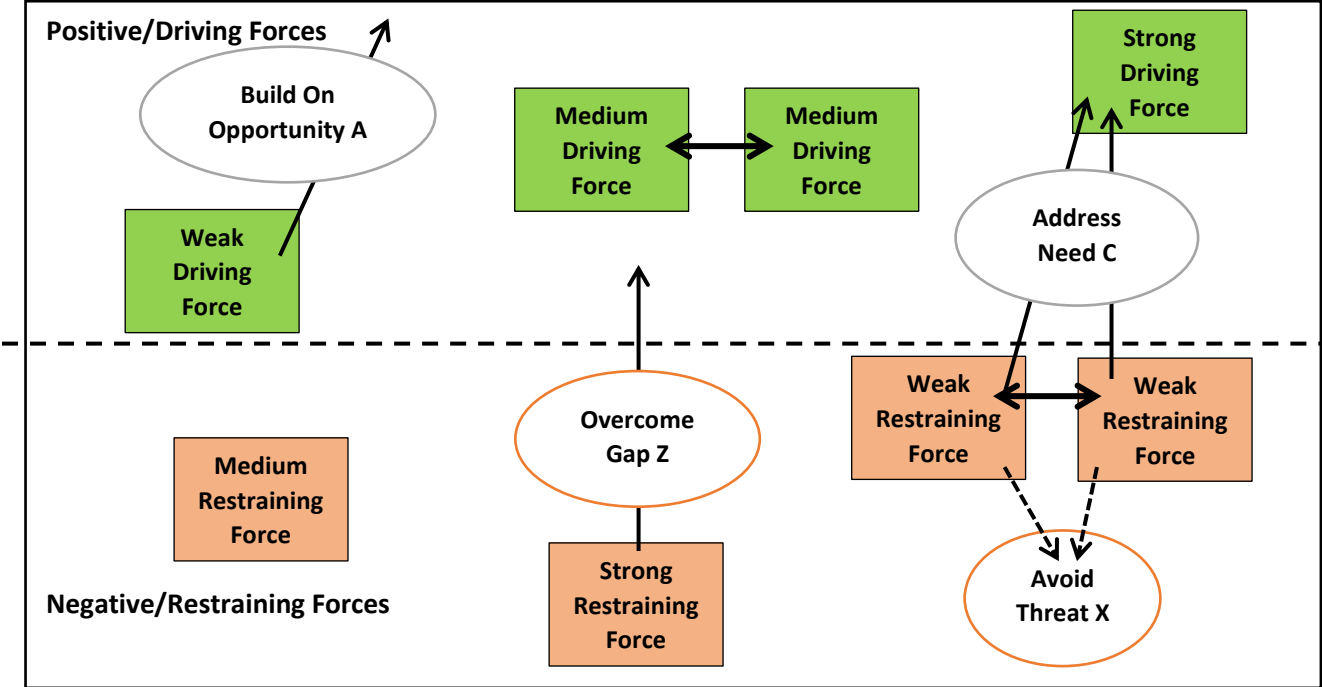 Positive/Driving Forces
Build On
Opportunity A
Weak
Driving
Force
Medium
Driving
Force
Medium
Driving
Force
Strong
Driving
Force
Address
Need C
Medium
Restraining
Force
Overcome
Gap Z
Strong
Restraining
Force
Weak
Restraining
Force
Weak
Restraining
Force
Avoid
Threat X
Negative/Restraining Forces